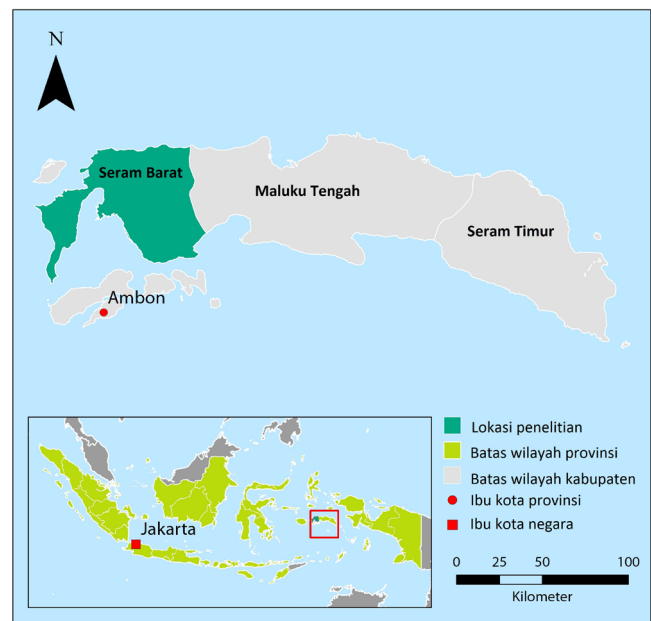 N
Seram Barat
Maluku Tengah
Seram Timur
Ambon
Jakarta
Lokasi penelitian
Batas wilayah provinsi
Batas wilayah kabupaten
Ibu kota provinsi
Ibu kota negara
0 25 50 100
Kilometer